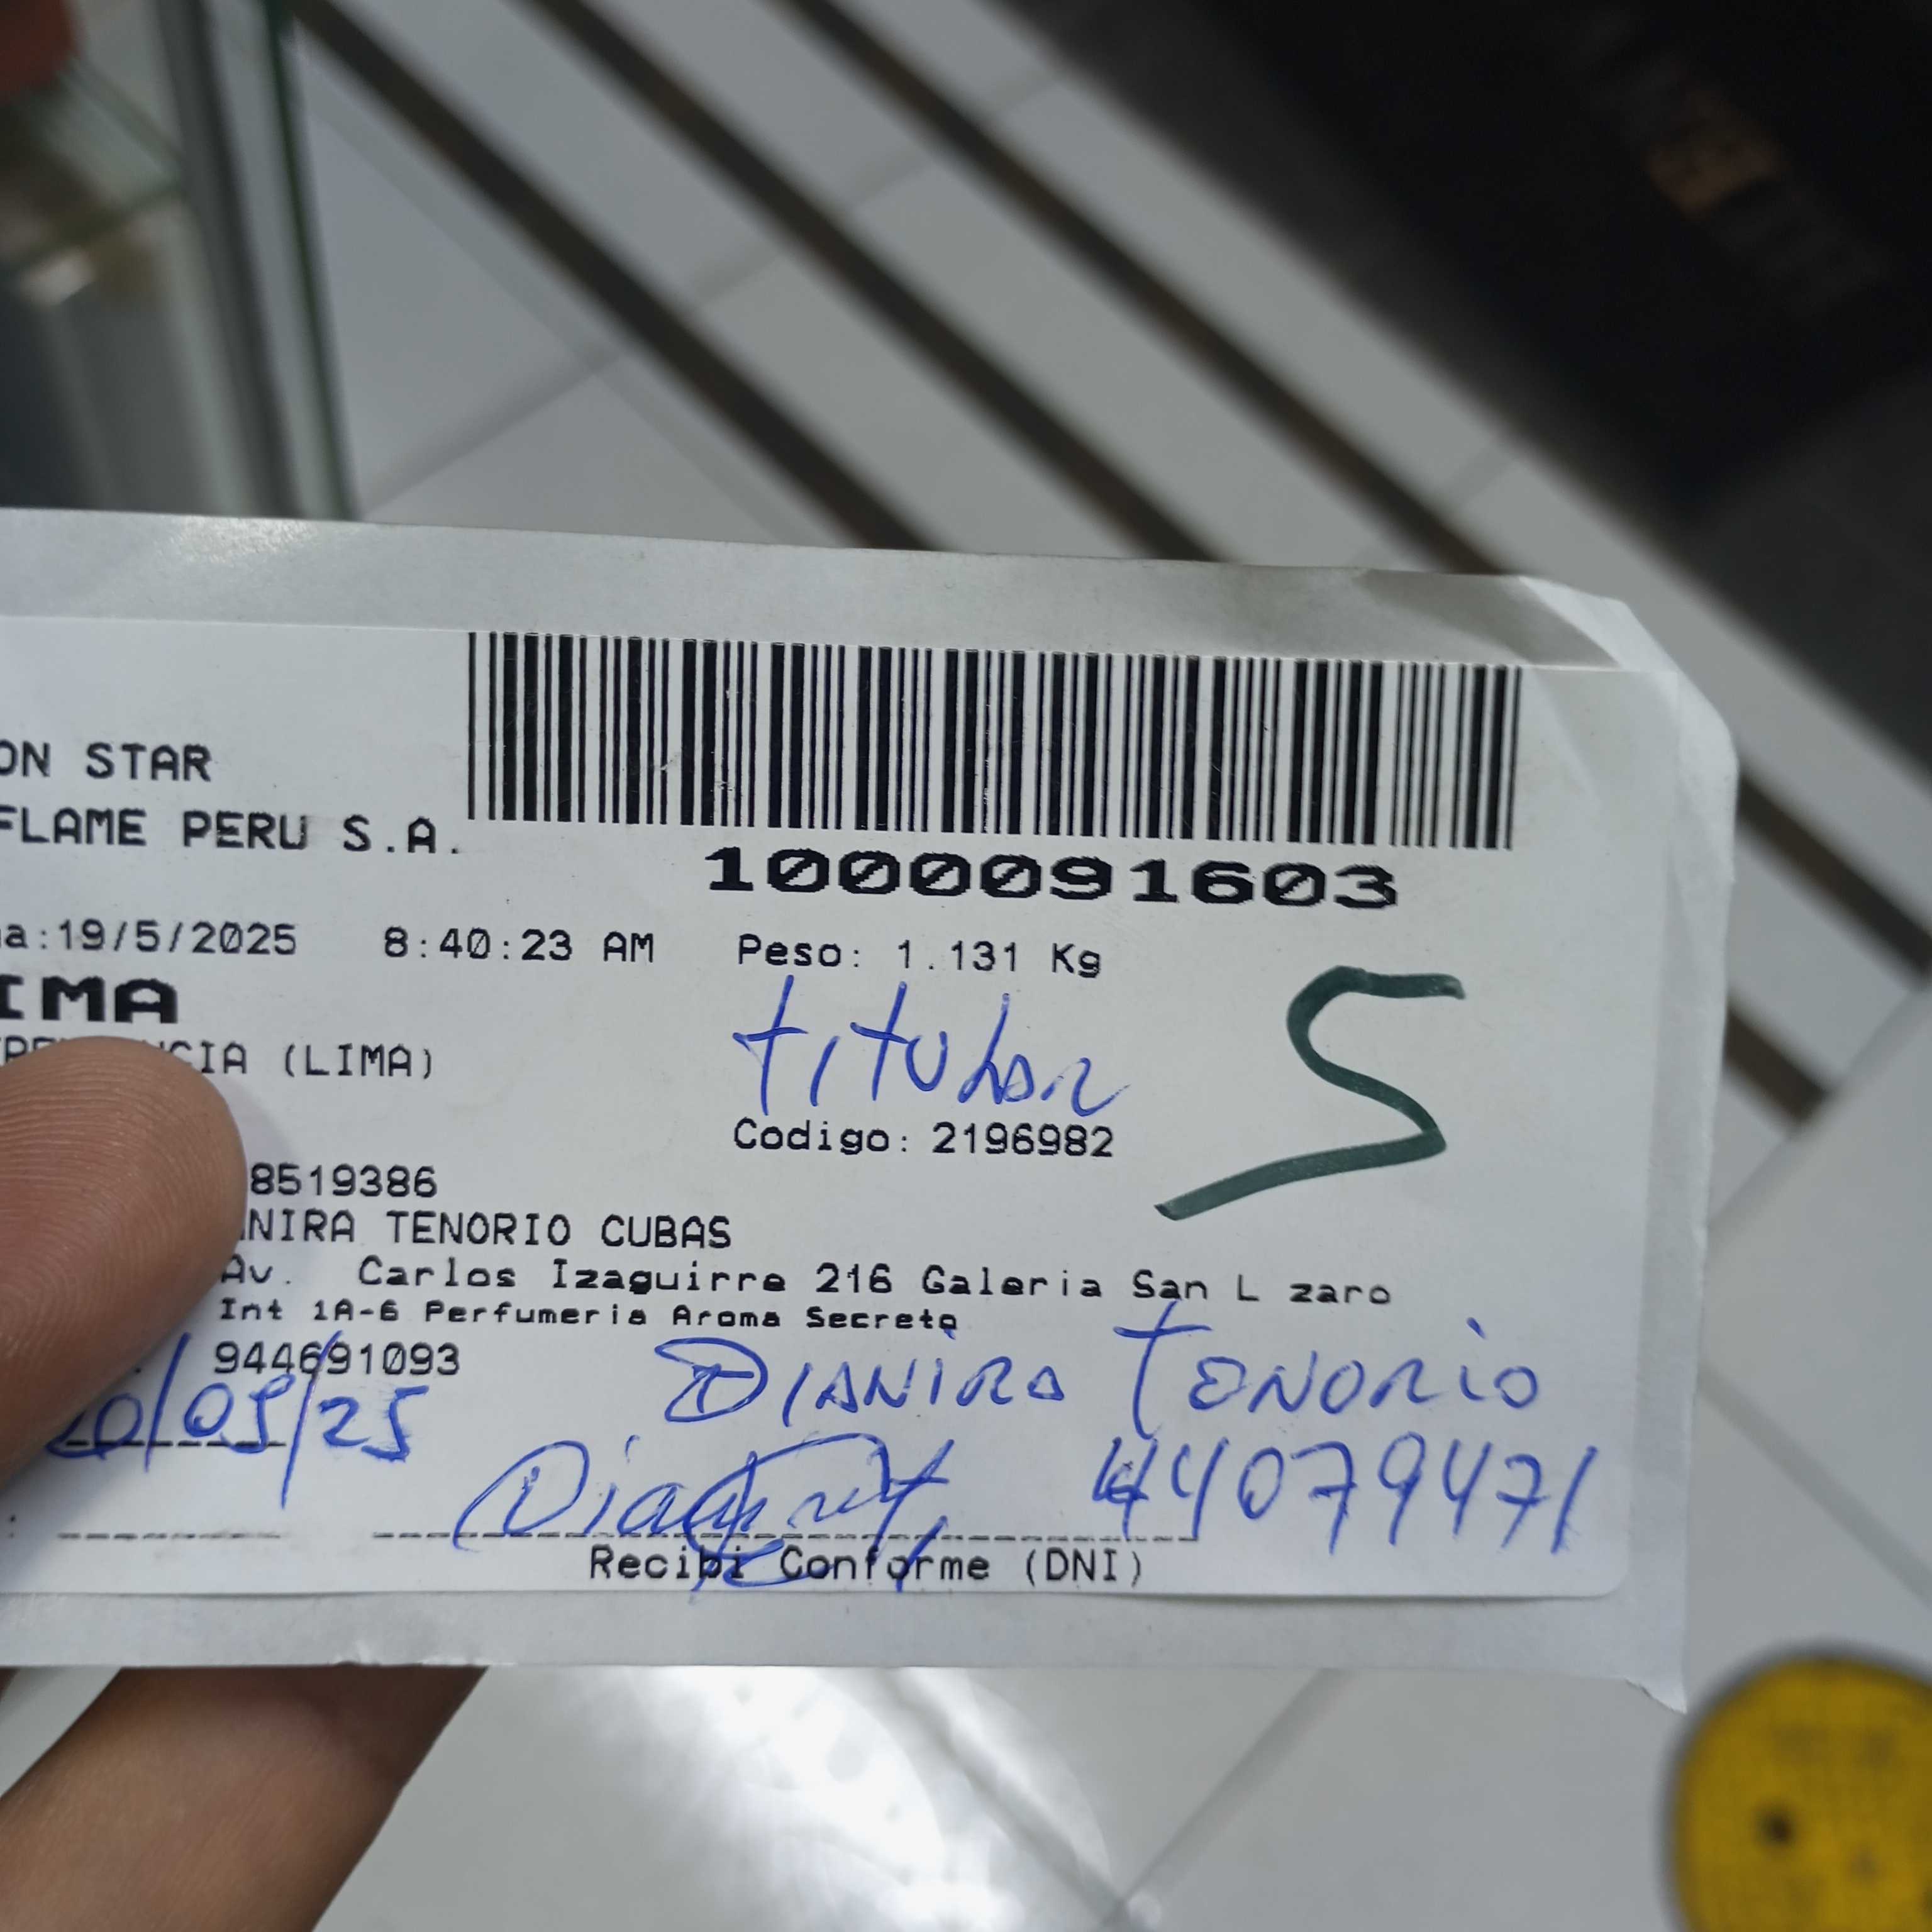 ON STAR
FLAME PERU S.A.
1000091603
a:19/5/2025 8:40:23 AM Peso: 1.131 Kg
IMA
CIA (LIMA)
titular
S
Codigo: 2196982
8519386
NIRA TENORIO CUBAS
Av. Carlos Izaguirre 216 Galeria San L zaro
Int 1A-6 Perfumeria Aroma Secreto
944691093
20/05/25
DIANIRA TENORIO
44079471
Recibi Conforme (DNI)